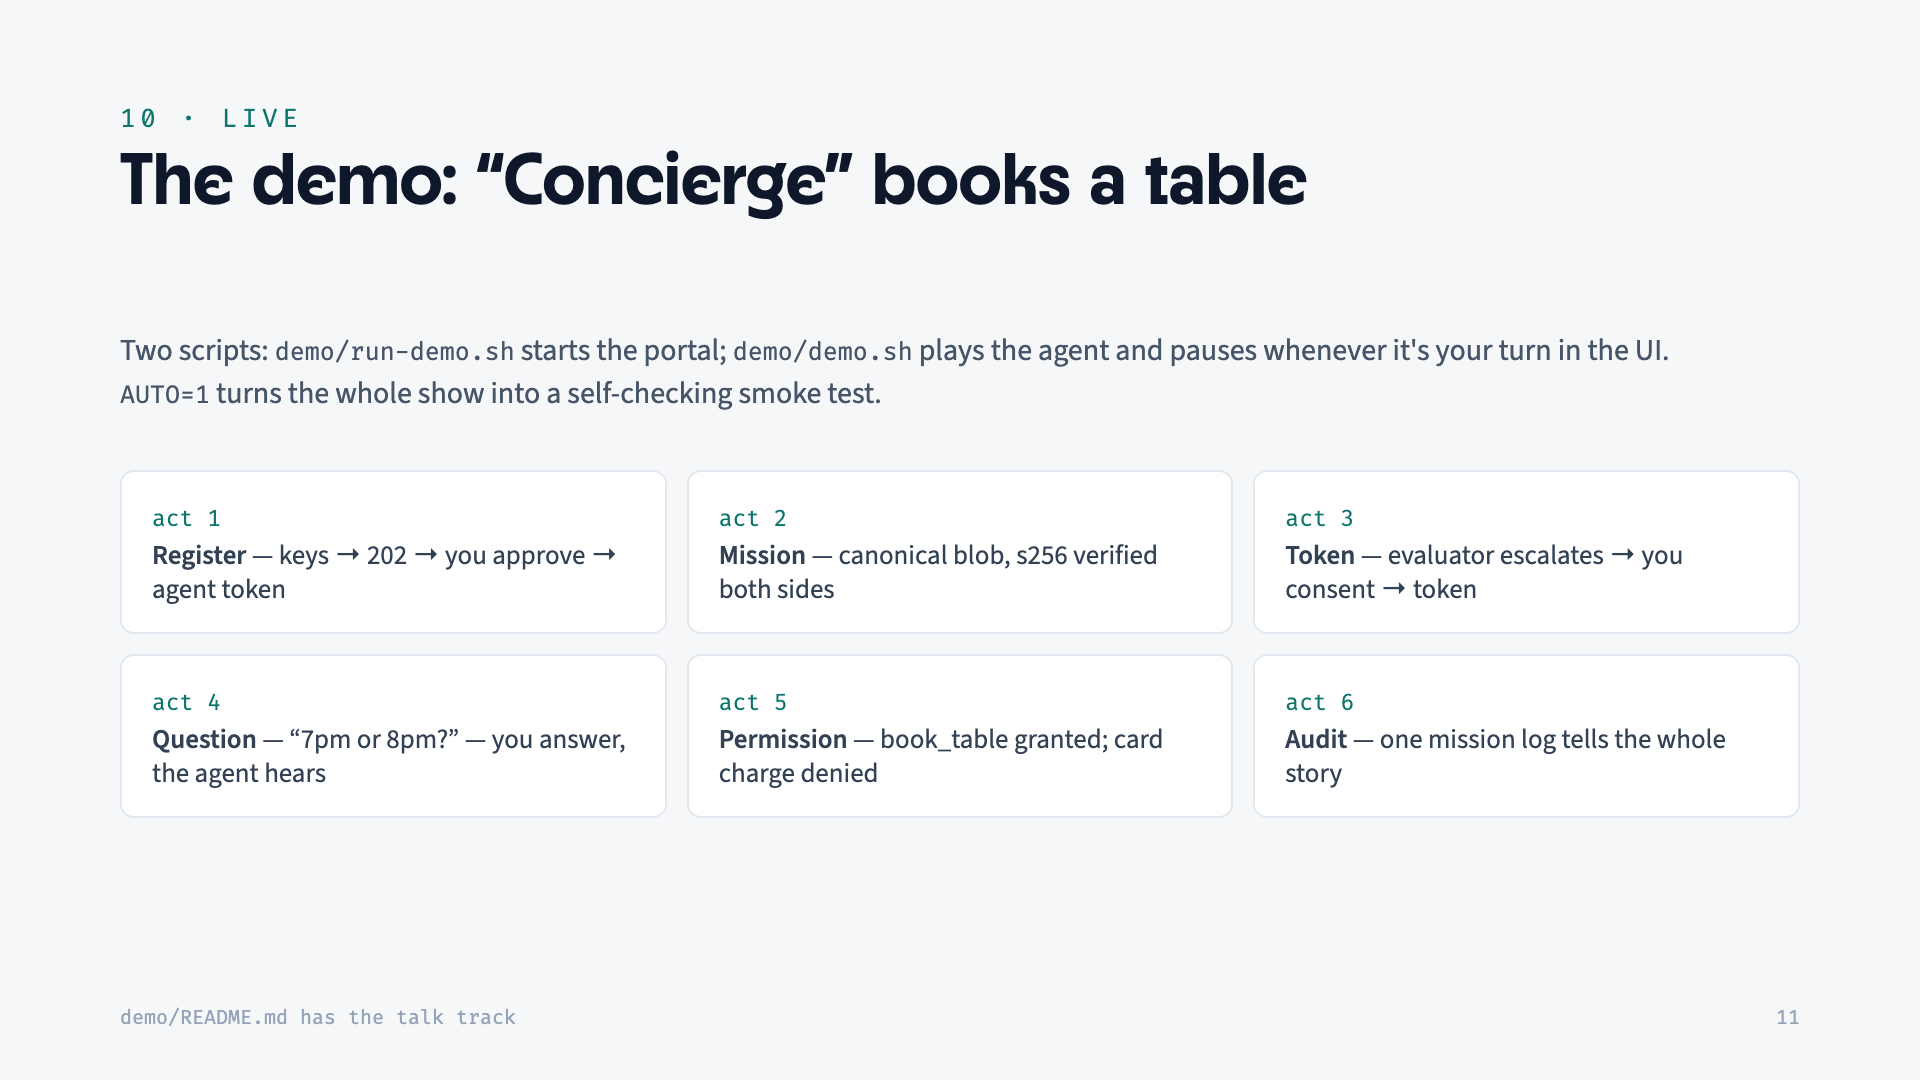 10 · LIVE
The demo: “Concierge” books a table
Two scripts: demo/run-demo.sh starts the portal; demo/demo.sh plays the agent and pauses whenever it's your turn in the UI.
AUTO=1 turns the whole show into a self-checking smoke test.
act 1
Register — keys → 202 → you approve →
agent token
act 2
Mission — canonical blob, s256 verified
both sides
act 3
Token — evaluator escalates → you
consent → token
act 4
Question — “7pm or 8pm?” — you answer,
the agent hears
act 5
Permission — book_table granted; card
charge denied
act 6
Audit — one mission log tells the whole
story
demo/README.md has the talk track
11